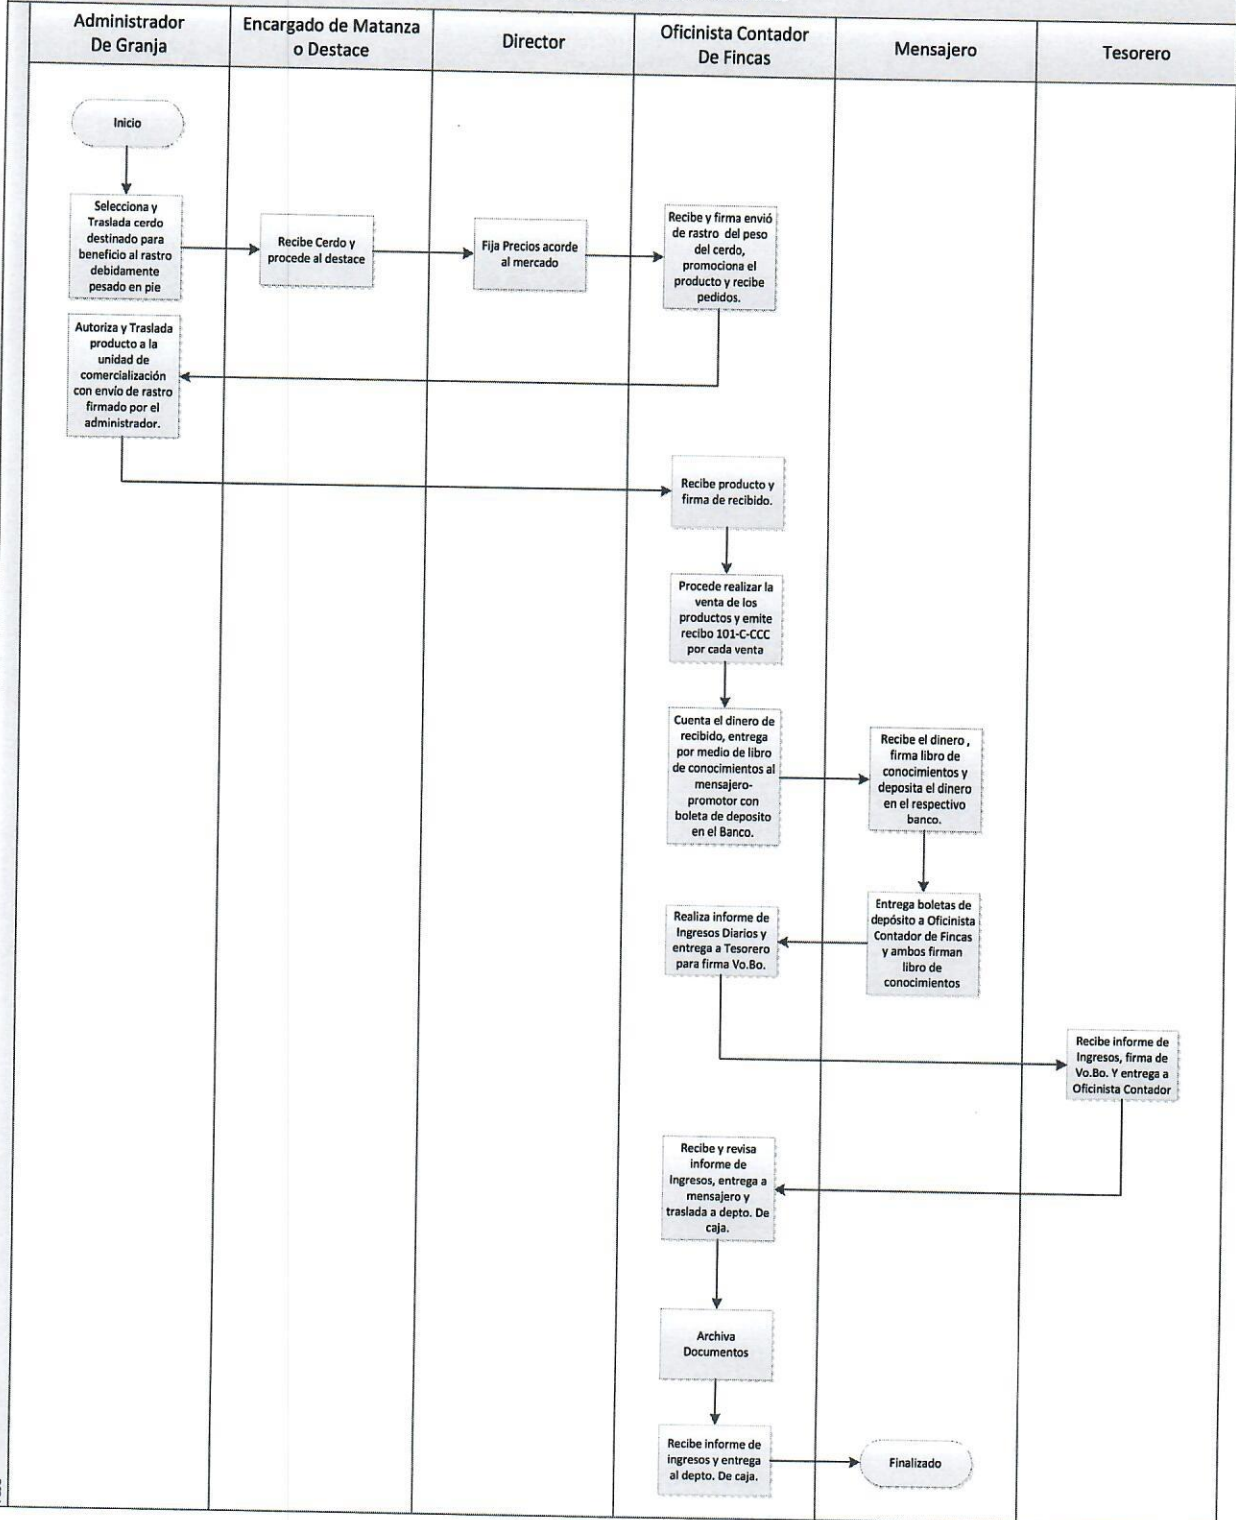 Administrador
De Granja
Encargado de Matanza
o Destace
Director
Oficinista Contador
De Fincas
Mensajero
Tesorero
Inicio
Selecciona y
Traslada cerdo
destinado para
beneficio al rastro
debidamente
pesado en pie
Recibe Cerdo y
procede al destace
Fija Precios acorde
al mercado
Recibe y firma envió
de rastro del peso
del cerdo,
promociona el
producto y recibe
pedidos.
Autoriza y Traslada
producto a la
unidad de
comercialización
con envío de rastro
firmado por el
administrador.
Recibe producto y
firma de recibido.
Procede realizar la
venta de los
productos y emite
recibo 101-C-CCC
por cada venta
Cuenta el dinero de
recibido, entrega
por medio de libro
de conocimientos al
mensajero-
promotor con
boleta de deposito
en el Banco.
Recibe el dinero ,
firma libro de
conocimientos y
deposita el dinero
en el respectivo
banco.
Entrega boletas de
depósito a Oficinista
Contador de Fincas
y ambos firman
libro de
conocimientos
Realiza informe de
Ingresos Diarios y
entrega a Tesorero
para firma Vo.Bo.
Recibe informe de
Ingresos, firma de
Vo.Bo. Y entrega a
Oficinista Contador
Recibe y revisa
informe de
Ingresos, entrega a
mensajero y
traslada a depto. De
caja.
Archiva
Documentos
Recibe informe de
ingresos y entrega
al depto. De caja.
Finalizado